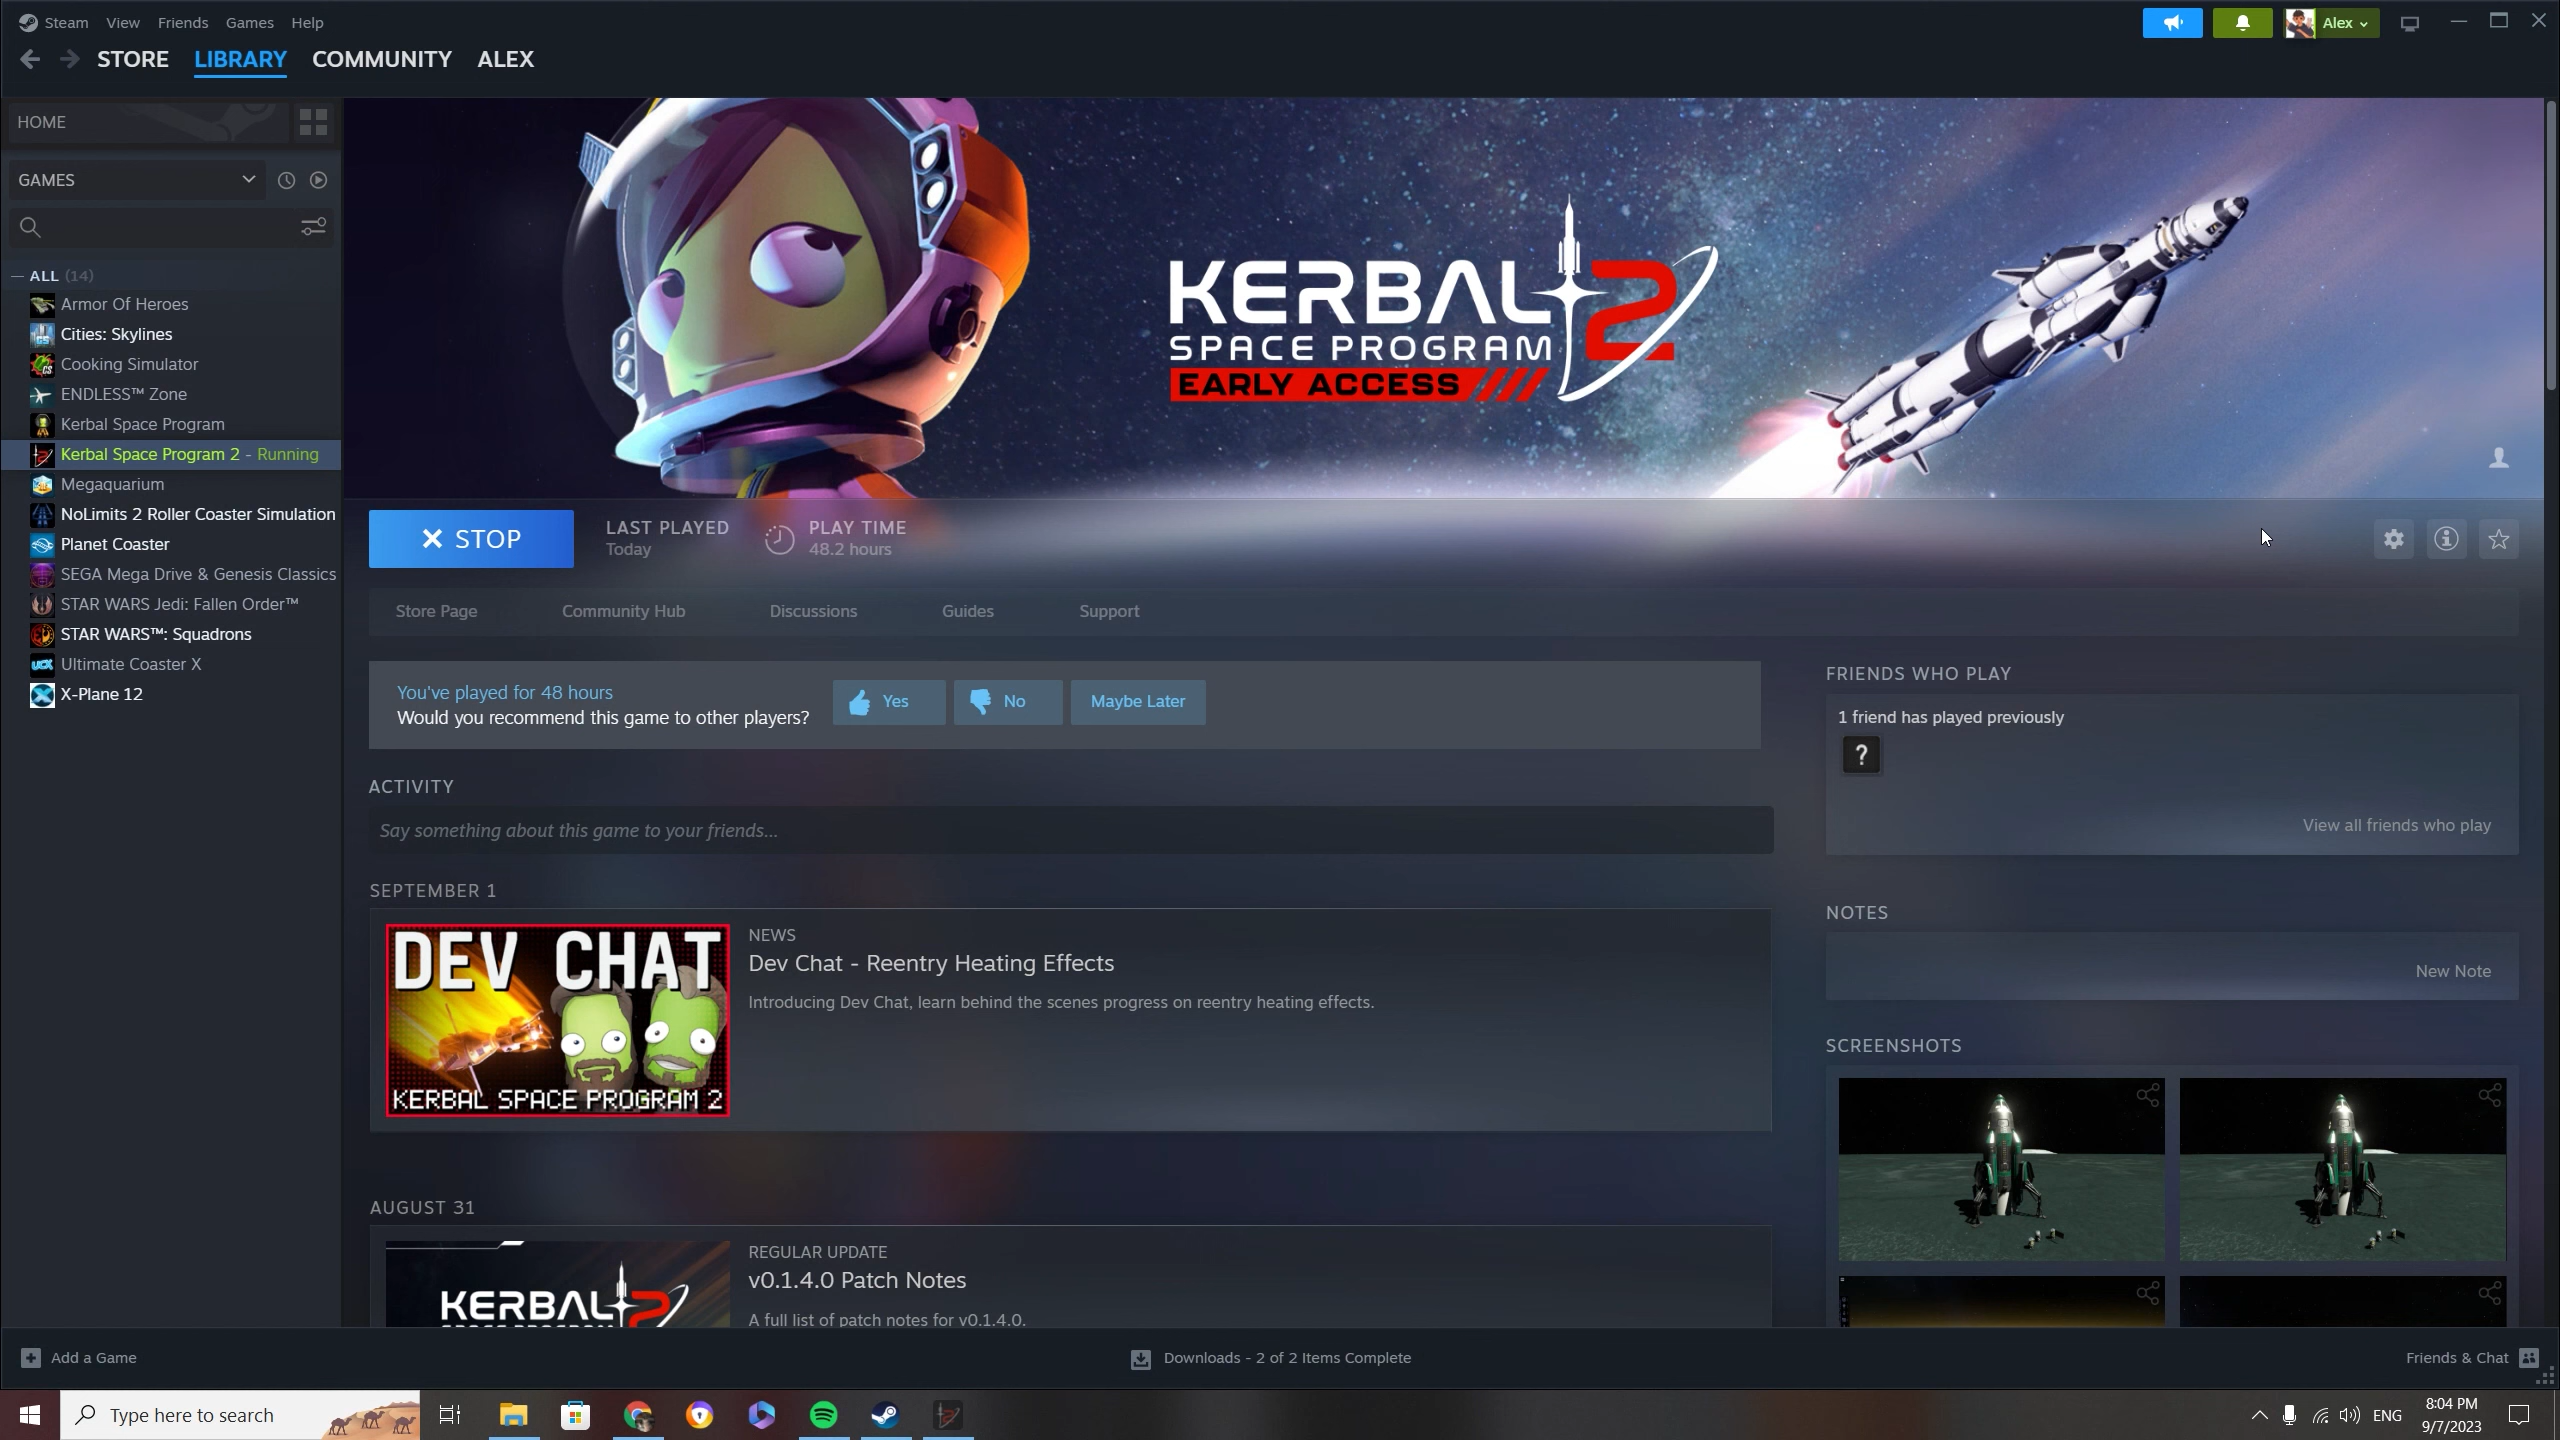 Steam View Friends Games Help
Alex
STORE LIBRARY COMMUNITY ALEX
HOME
GAMES
ALL (14)
Armor Of Heroes
Cities: Skylines
Cooking Simulator
ENDLESS™ Zone
Kerbal Space Program
Kerbal Space Program 2 - Running
Megaquarium
NoLimits 2 Roller Coaster Simulation
Planet Coaster
SEGA Mega Drive & Genesis Classics
STAR WARS Jedi: Fallen Order™
STAR WARS™: Squadrons
Ultimate Coaster X
X-Plane 12
KERBAL 2
SPACE PROGRAM
EARLY ACCESS
STOP
LAST PLAYED
Today
PLAY TIME
48.2 hours
Store Page Community Hub Discussions Guides Support
You've played for 48 hours
Would you recommend this game to other players?
Yes No Maybe Later
ACTIVITY
Say something about this game to your friends...
SEPTEMBER 1
DEV CHAT
KERBAL SPACE PROGRAM 2
NEWS
Dev Chat - Reentry Heating Effects
Introducing Dev Chat, learn behind the scenes progress on reentry heating effects.
AUGUST 31
KERBAL 2
SPACE PROGRAM
REGULAR UPDATE
v0.1.4.0 Patch Notes
A full list of patch notes for v0.1.4.0.
FRIENDS WHO PLAY
1 friend has played previously
?
View all friends who play
NOTES
New Note
SCREENSHOTS
Add a Game
Downloads - 2 of 2 Items Complete
Friends & Chat
Type here to search
ENG
8:04 PM
9/7/2023